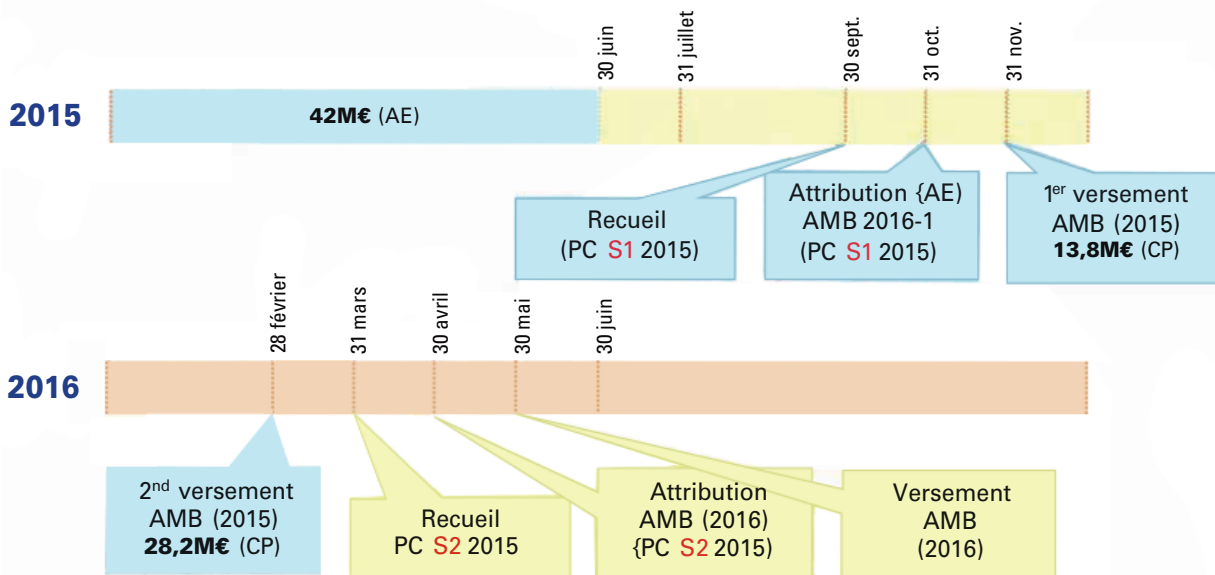 30 juin
31 juillet
30 sept.
31 oct.
31 nov.
2015
42M€ (AE)
Recueil
(PC S1 2015)
Attribution {AE)
AMB 2016-1
(PC S1 2015)
1er versement
AMB (2015)
13,8M€ (CP)
28 février
31 mars
30 avril
30 mai
30 juin
2016
2nd versement
AMB (2015)
28,2M€ (CP)
Recueil
PC S2 2015
Attribution
AMB (2016)
{PC S2 2015)
Versement
AMB
(2016)